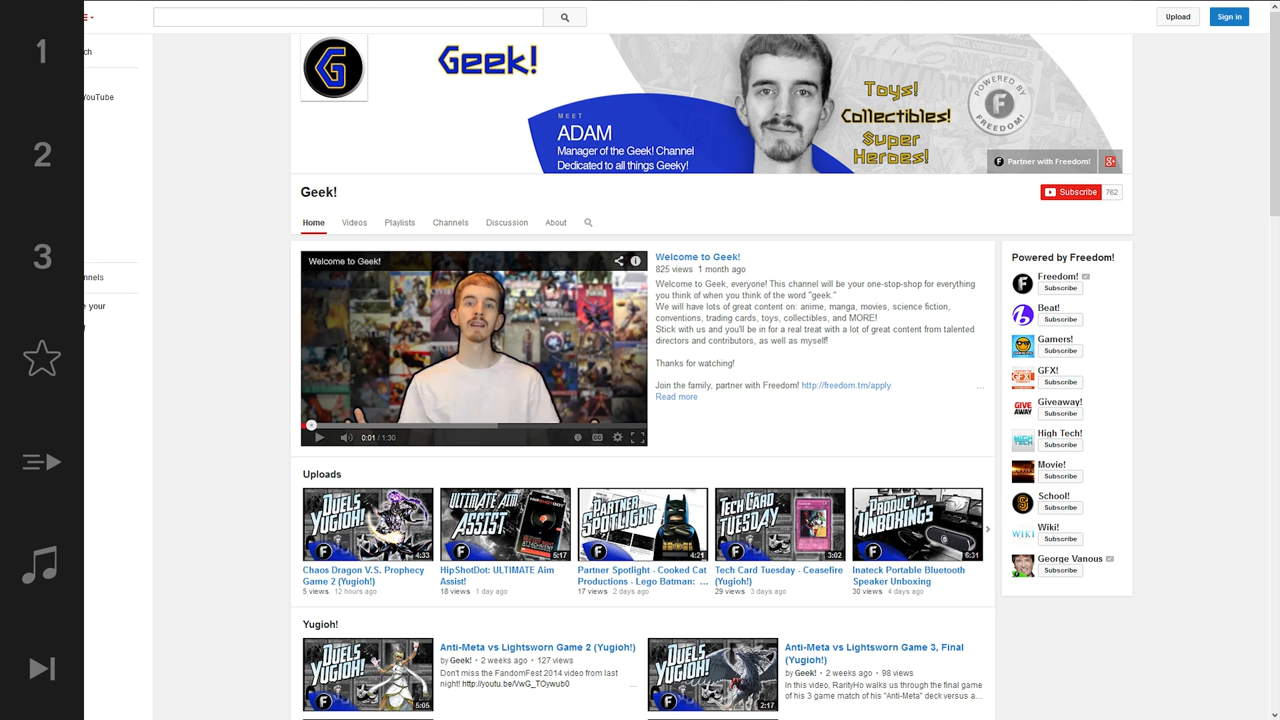 1
2
3
ch
YouTube
nnels
e your
Upload
Sign in
G
Geek!
MEET
ADAM
Manager of the Geek! Channel
Dedicated to all things Geeky!
Toys!
Collectibles!
Super
Heroes!
POWERED BY
F
FREEDOM!
Partner with Freedom!
Geek!
Subscribe 762
Home Videos Playlists Channels Discussion About
Welcome to Geek!
0:01 / 1:30
Welcome to Geek!
825 views 1 month ago
Welcome to Geek, everyone! This channel will be your one-stop-shop for everything
you think of when you think of the word "geek."
We will have lots of great content on: anime, manga, movies, science fiction,
conventions, trading cards, toys, collectibles, and MORE!
Stick with us and you'll be in for a real treat with a lot of great content from talented
directors and contributors, as well as myself!
Thanks for watching!
Join the family, partner with Freedom! http://freedom.tm/apply
...
Read more
Powered by Freedom!
Freedom!
Subscribe
Beat!
Subscribe
Gamers!
Subscribe
GFX!
Subscribe
Giveaway!
Subscribe
High Tech!
Subscribe
Movie!
Subscribe
School!
Subscribe
Wiki!
Subscribe
George Vanous
Subscribe
Uploads
DUELS
YUGIOH!
4:33
Chaos Dragon V.S. Prophecy
Game 2 (Yugioh!)
5 views 12 hours ago
ULTIMATE AIM
ASSIST
5:17
HipShotDot: ULTIMATE Aim
Assist!
18 views 1 day ago
PARTNER
SPOTLIGHT
4:21
Partner Spotlight - Cooked Cat
Productions - Lego Batman: ...
17 views 2 days ago
TECH CARD
TUESDAY
3:02
Tech Card Tuesday - Ceasefire
(Yugioh!)
29 views 3 days ago
PRODUCT
UNBOXINGS
6:31
Inateck Portable Bluetooth
Speaker Unboxing
30 views 4 days ago
Yugioh!
DUELS
YUGIOH!
5:05
Anti-Meta vs Lightsworn Game 2 (Yugioh!)
by Geek! • 2 weeks ago • 127 views
Don't miss the FandomFest 2014 video from last
night! http://youtu.be/VwG_TOywub0 ...
DUELS
YUGIOH!
2:17
Anti-Meta vs Lightsworn Game 3, Final
(Yugioh!)
by Geek! • 2 weeks ago • 98 views
In this video, RarityHo walks us through the final game
of his 3 game match of his "Anti-Meta" deck versus a...